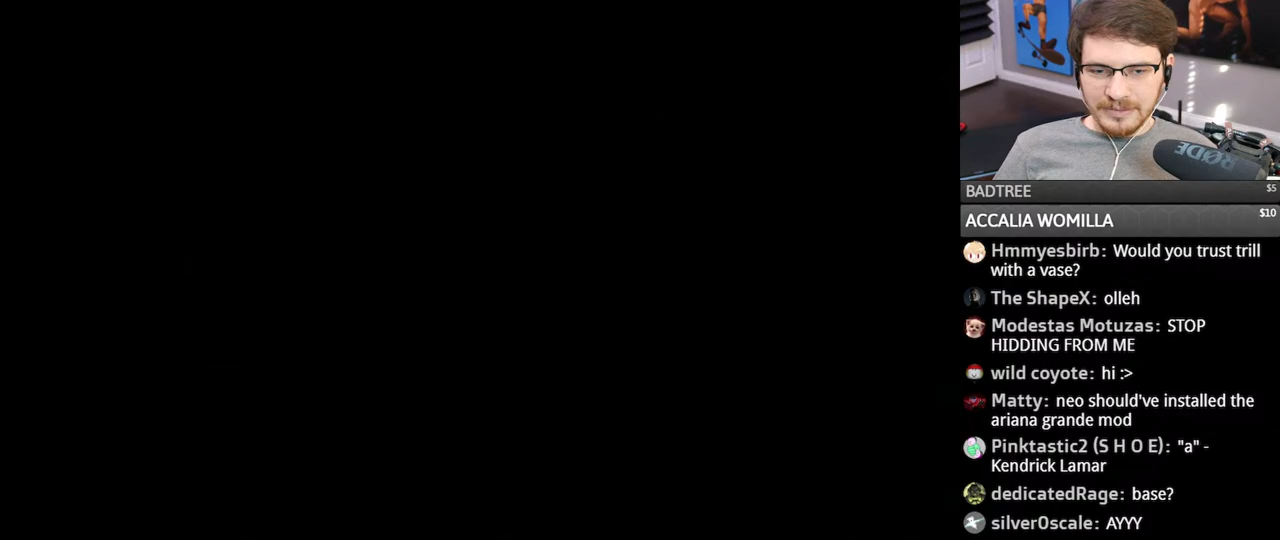 RØDE
BADTREE $5
ACCALIA WOMILLA $10
Hmmyesbirb: Would you trust trill
with a vase?
The ShapeX: olleh
Modestas Motuzas: STOP
HIDDING FROM ME
wild coyote: hi :>
Matty: neo should've installed the
ariana grande mod
Pinktastic2 (S H O E): "a" -
Kendrick Lamar
dedicatedRage: base?
silver0scale: AYYY